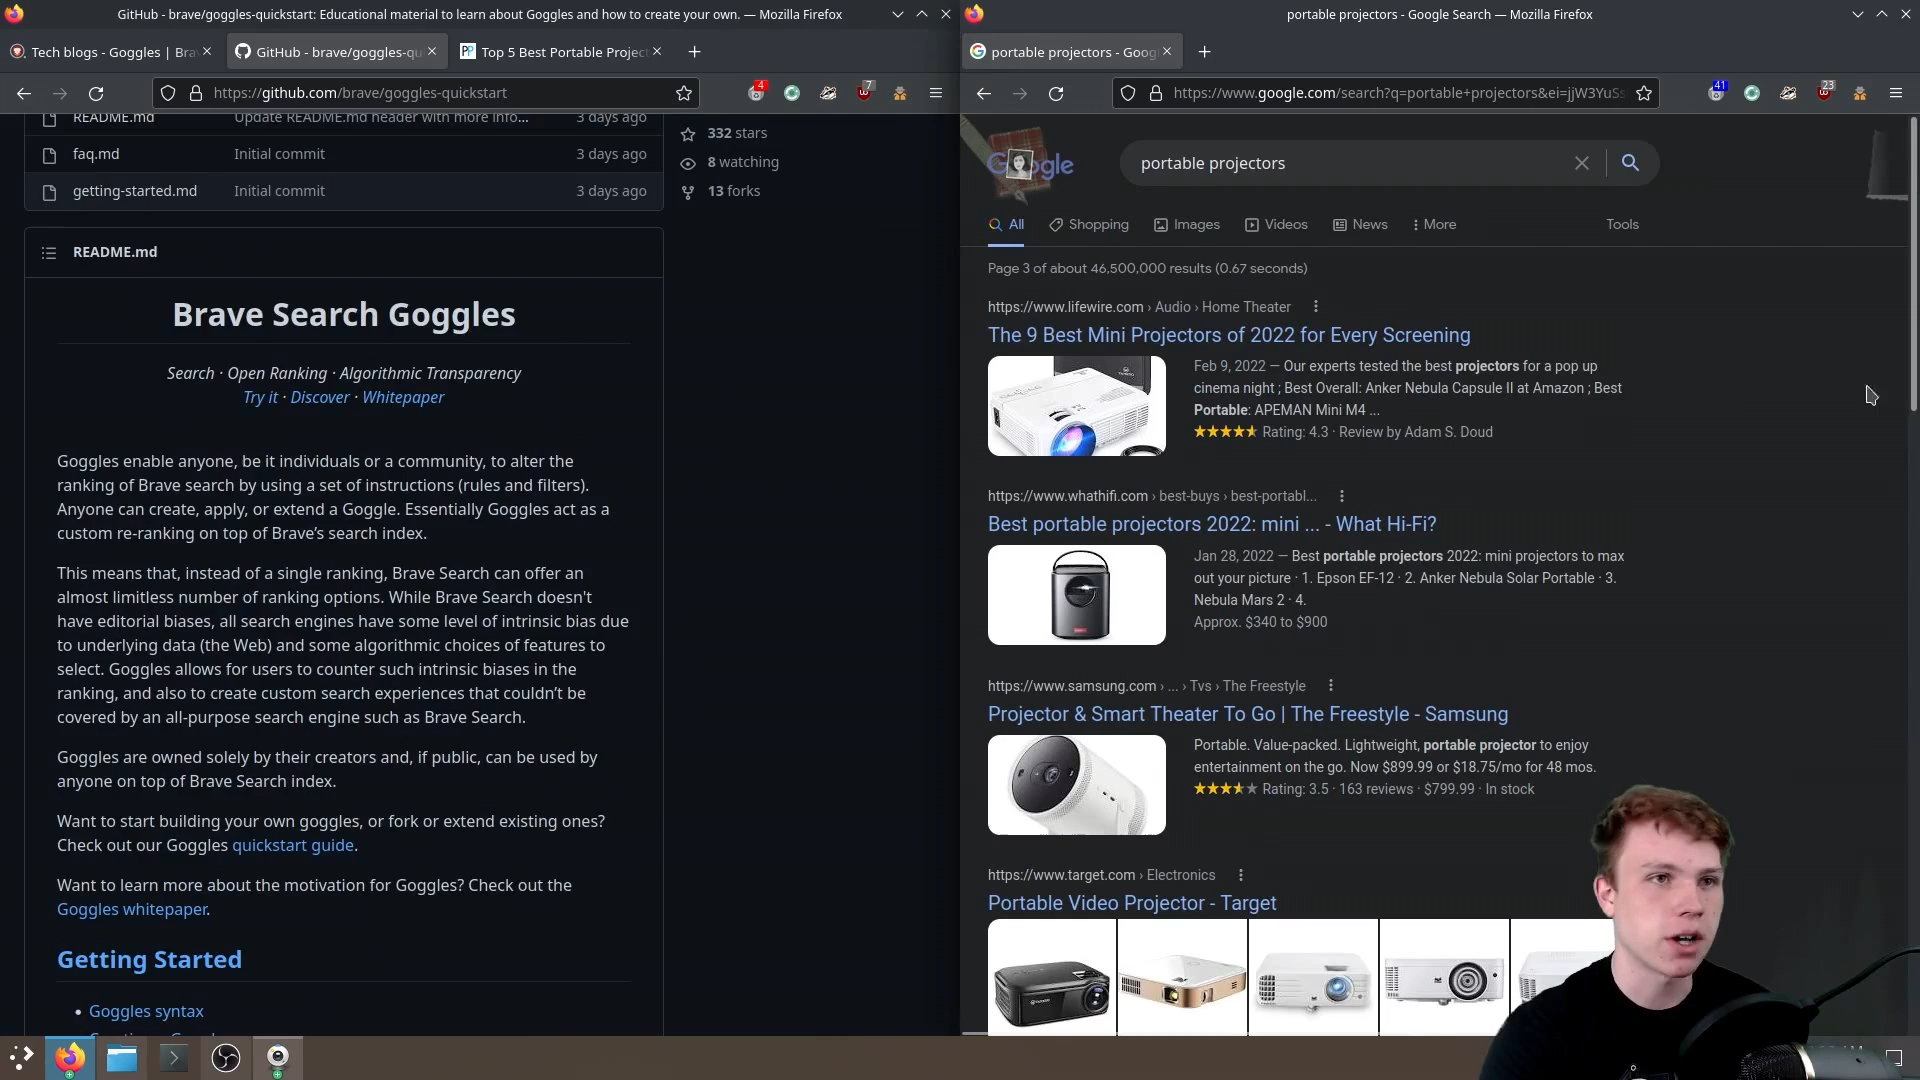 GitHub - brave/goggles-quickstart: Educational material to learn about Goggles and how to create your own. — Mozilla Firefox
Tech blogs - Goggles | Bra
GitHub - brave/goggles-qu
Top 5 Best Portable Project
https://github.com/brave/goggles-quickstart
4
7
README.md
Update README.md header with more info...
3 days ago
faq.md
Initial commit
3 days ago
getting-started.md
Initial commit
3 days ago
332 stars
8 watching
13 forks
README.md
Brave Search Goggles
Search · Open Ranking · Algorithmic Transparency
Try it · Discover · Whitepaper
Goggles enable anyone, be it individuals or a community, to alter the
ranking of Brave search by using a set of instructions (rules and filters).
Anyone can create, apply, or extend a Goggle. Essentially Goggles act as a
custom re-ranking on top of Brave’s search index.
This means that, instead of a single ranking, Brave Search can offer an
almost limitless number of ranking options. While Brave Search doesn't
have editorial biases, all search engines have some level of intrinsic bias due
to underlying data (the Web) and some algorithmic choices of features to
select. Goggles allows for users to counter such intrinsic biases in the
ranking, and also to create custom search experiences that couldn’t be
covered by an all-purpose search engine such as Brave Search.
Goggles are owned solely by their creators and, if public, can be used by
anyone on top of Brave Search index.
Want to start building your own goggles, or fork or extend existing ones?
Check out our Goggles quickstart guide.
Want to learn more about the motivation for Goggles? Check out the
Goggles whitepaper.
Getting Started
Goggles syntax
portable projectors - Google Search — Mozilla Firefox
portable projectors - Goog
https://www.google.com/search?q=portable+projectors&ei=jjW3YuS
41
23
Google
portable projectors
All
Shopping
Images
Videos
News
More
Tools
Page 3 of about 46,500,000 results (0.67 seconds)
https://www.lifewire.com › Audio › Home Theater
The 9 Best Mini Projectors of 2022 for Every Screening
Feb 9, 2022 — Our experts tested the best projectors for a pop up
cinema night ; Best Overall: Anker Nebula Capsule II at Amazon ; Best
Portable: APEMAN Mini M4 ...
Rating: 4.3 · Review by Adam S. Doud
https://www.whathifi.com › best-buys › best-portabl...
Best portable projectors 2022: mini ... - What Hi-Fi?
Jan 28, 2022 — Best portable projectors 2022: mini projectors to max
out your picture · 1. Epson EF-12 · 2. Anker Nebula Solar Portable · 3.
Nebula Mars 2 · 4.
Approx. $340 to $900
https://www.samsung.com › ... › Tvs › The Freestyle
Projector & Smart Theater To Go | The Freestyle - Samsung
Portable. Value-packed. Lightweight, portable projector to enjoy
entertainment on the go. Now $899.99 or $18.75/mo for 48 mos.
Rating: 3.5 · 163 reviews · $799.99 · In stock
https://www.target.com › Electronics
Portable Video Projector - Target